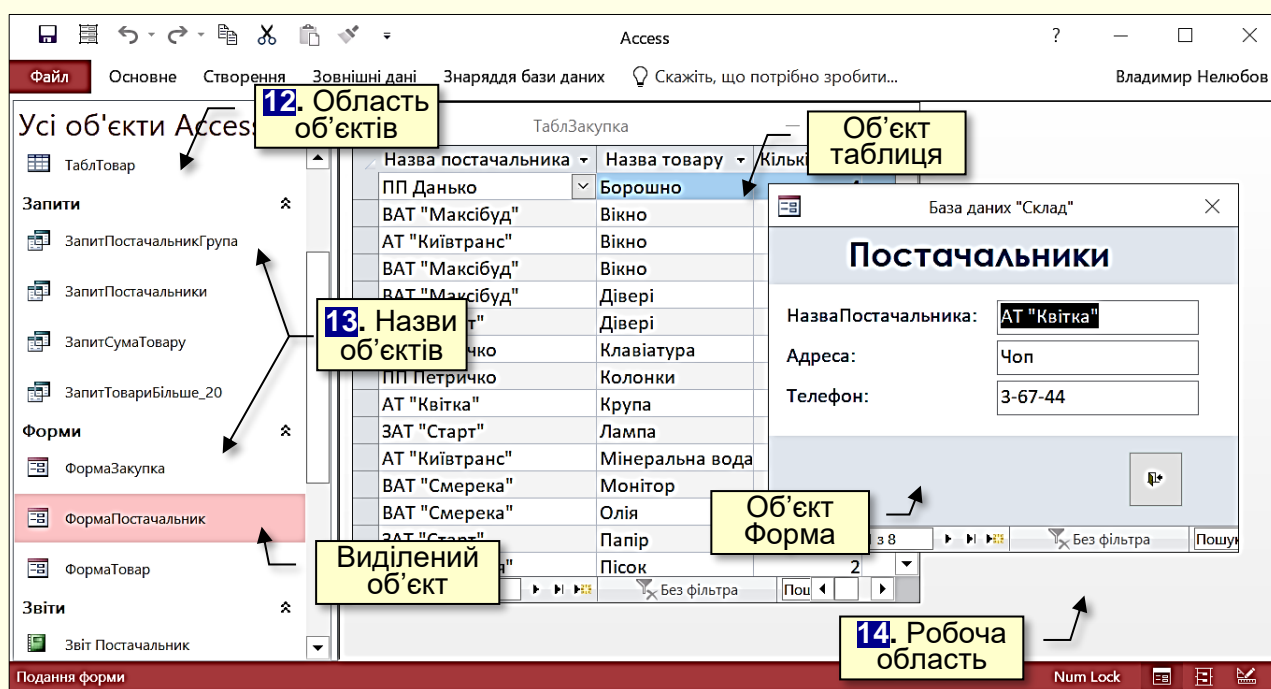 Access
?
Файл Основне Створення Зовнішні дані Знаряддя бази даних Скажіть, що потрібно зробити... Владимир Нелюбов
12. Область
об'єктів
Усі об'єкти Access
ТаблТовар
Запити
ЗапитПостачальникГрупа
ЗапитПостачальники
ЗапитСумаТовару
ЗапитТовариБільше_20
Форми
ФормаЗакупка
ФормаПостачальник
ФормаТовар
Звіти
Звіт Постачальник
13. Назви
об'єктів
Виділений
об'єкт
ТаблЗакупка
Об'єкт
таблиця
Назва постачальника Назва товару
ПП Данько Борошно
ВАТ "Максібуд" Вікно
АТ "Київтранс" Вікно
ВАТ "Максібуд" Вікно
ВАТ "Максібуд" Двері
Дівері
Клавіатура
ПП Петричко Колонки
АТ "Квітка" Крупа
ЗАТ "Старт" Лампа
АТ "Київтранс" Мінеральна вода
ВАТ "Смерека" Монітор
ВАТ "Смерека" Олія
ЗАТ "Старт" Папір
Пісок 2
Без фільтра
База даних "Склад"
Постачальники
НазваПостачальника: АТ "Квітка"
Адреса: Чоп
Телефон: 3-67-44
Об'єкт
Форма
з 8 Без фільтра
14. Робоча
область
Подання форми Num Lock